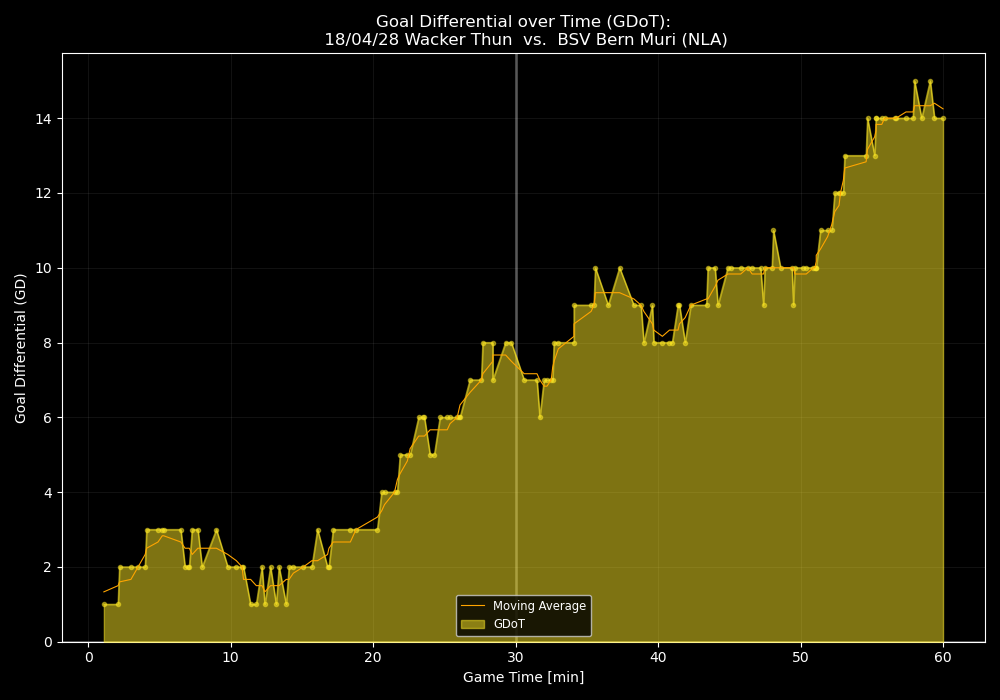 Goal Differential over Time (GDoT):
18/04/28 Wacker Thun  vs.  BSV Bern Muri (NLA)
Goal Differential (GD)
14
12
10
8
6
4
2
0
Moving Average
GDoT
0 10 20 30 40 50 60
Game Time [min]